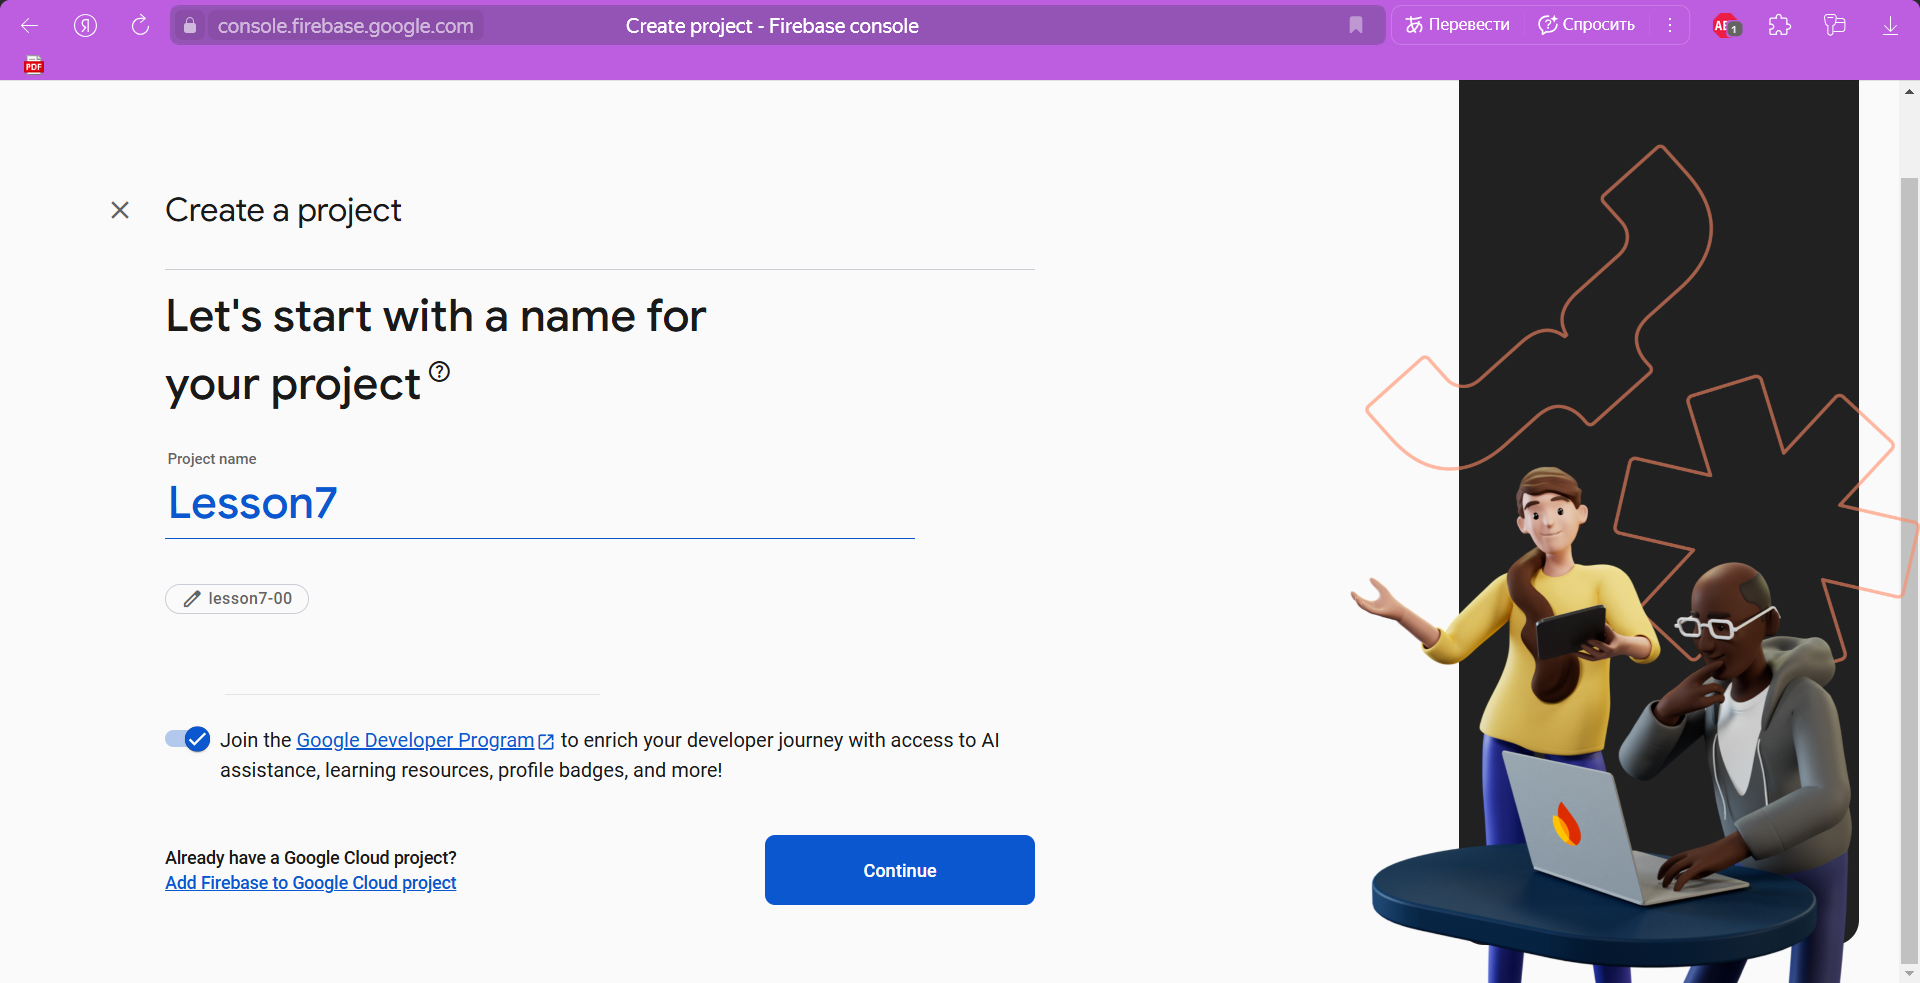 Я
console.firebase.google.com
Create project - Firebase console
Перевести
Спросить
1
PDF
Create a project
Let's start with a name for
your project
Project name
Lesson7
lesson7-00
Join the Google Developer Program to enrich your developer journey with access to AI
assistance, learning resources, profile badges, and more!
Already have a Google Cloud project?
Add Firebase to Google Cloud project
Continue